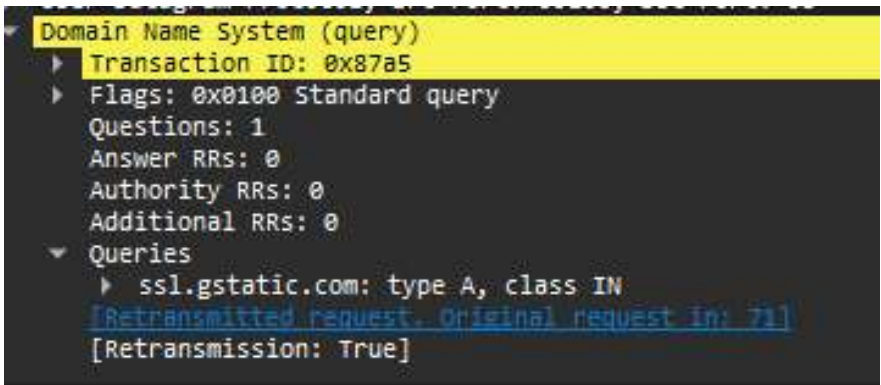 Domain Name System (query)
Transaction ID: 0x87a5
Flags: 0x0100 Standard query
Questions: 1
Answer RRs: 0
Authority RRs: 0
Additional RRs: 0
Queries
ssl.gstatic.com: type A, class IN
[Retransmitted request. Original request in: 71]
[Retransmission: True]